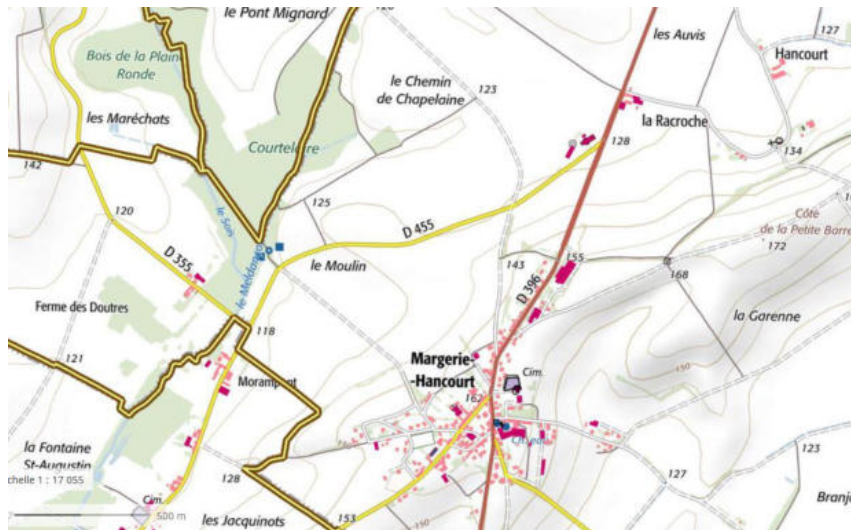 le Pont Mignard
les Auvis
127
Hancourt
Bois de la Plaine
Ronde
le Chemin
de Chapelaine
123
les Maréchats
la Racroche
Courteloire
128
134
142
125
120
D 455
Côte
de la Petite Barre
172
le Soin
D 355
le Meldançon
le Moulin
143
155
168
D 396
Ferme des Doutres
118
la Garenne
121
Margerie-
-Hancourt
Cim.
150
Morampont
162
la Fontaine
St-Augustin
chelle 1 : 17 055
128
127
123
Cim.
500 m
les Jacquinots
153
150